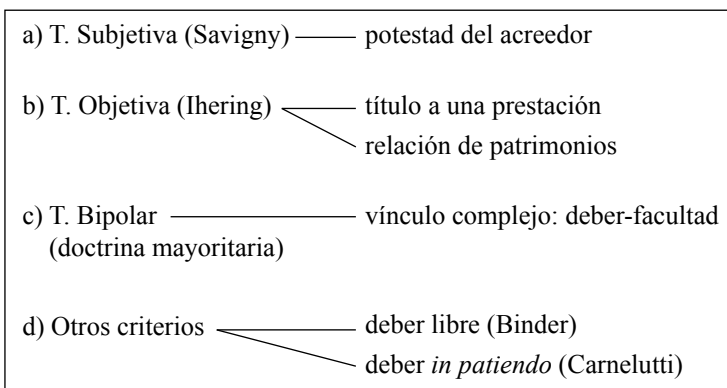 a) T. Subjetiva (Savigny) potestad del acreedor
b) T. Objetiva (Ihering) título a una prestación
relación de patrimonios
c) T. Bipolar vínculo complejo: deber-facultad
(doctrina mayoritaria)
d) Otros criterios deber libre (Binder)
deber in patiendo (Carnelutti)